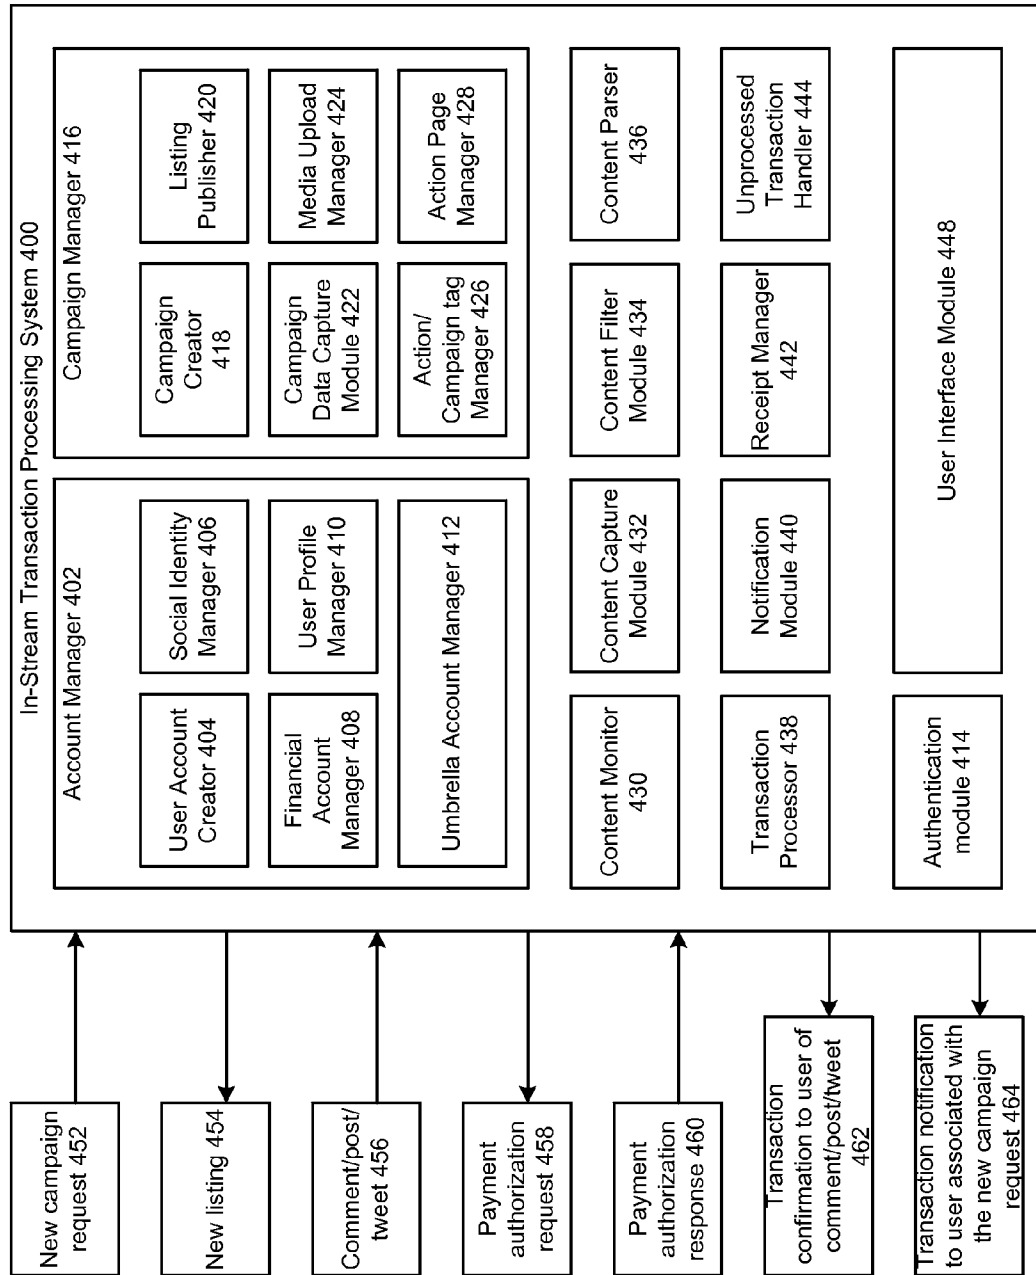 In-Stream Transaction Processing System 400
Account Manager 402
User Account
Creator 404
Social Identity
Manager 406
Financial
Account
Manager 408
User Profile
Manager 410
Umbrella Account Manager 412
Campaign Manager 416
Campaign
Creator
418
Listing
Publisher 420
Campaign
Data Capture
Module 422
Media Upload
Manager 424
Action/
Campaign tag
Manager 426
Action Page
Manager 428
Content Monitor
430
Content Capture
Module 432
Content Filter
Module 434
Content Parser
436
Transaction
Processor 438
Notification
Module 440
Receipt Manager
442
Unprocessed
Transaction
Handler 444
Authentication
module 414
User Interface Module 448
New campaign
request 452
New listing 454
Comment/post/
tweet 456
Payment
authorization
request 458
Payment
authorization
response 460
Transaction
confirmation to user of
comment/post/tweet
462
Transaction notification
to user associated with
the new campaign
request 464